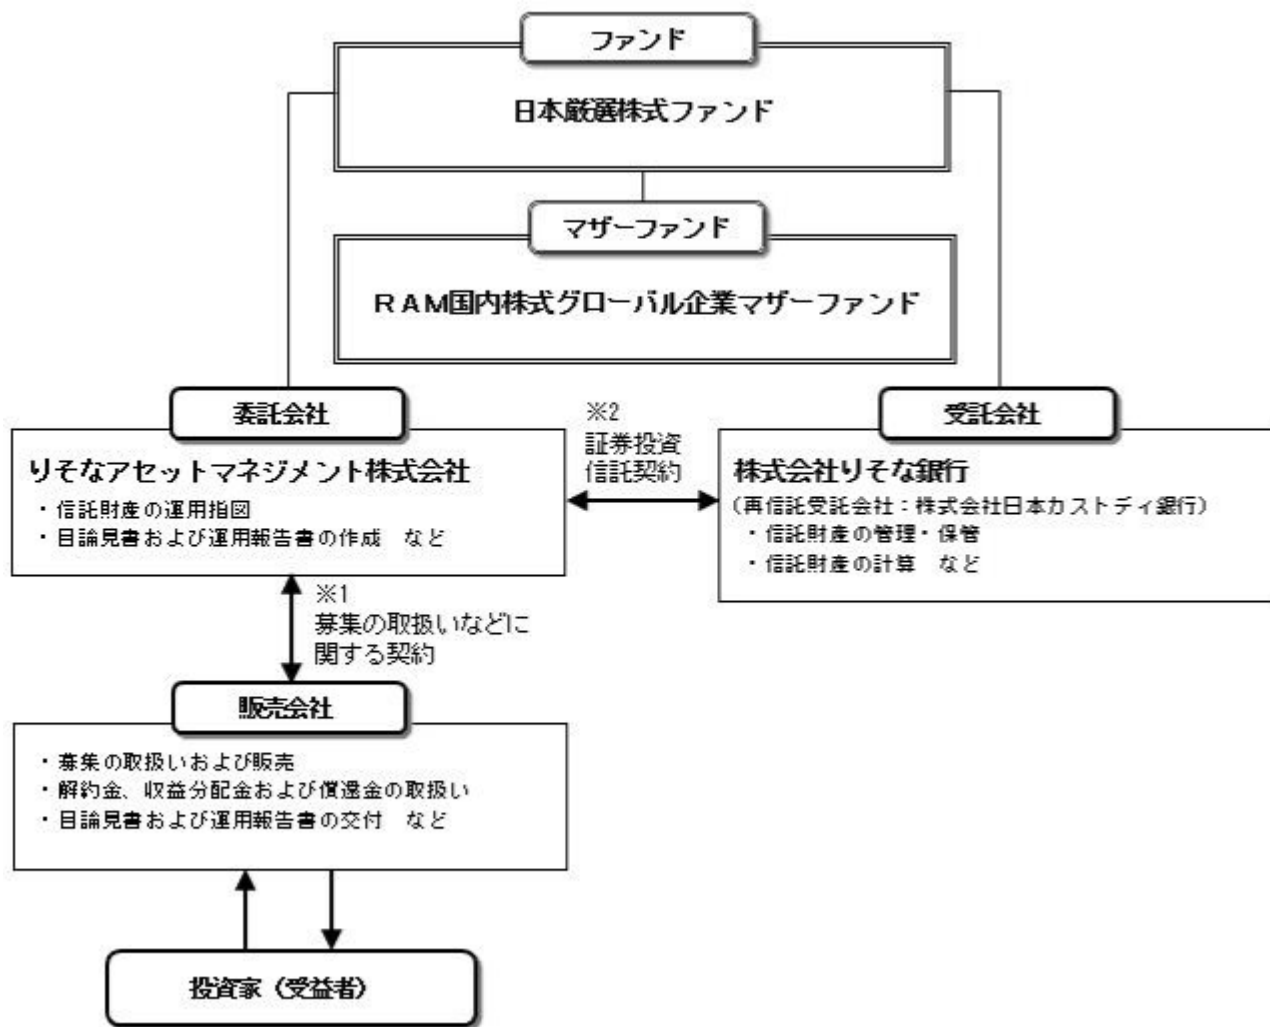 ファンド
日本厳選株式ファンド
マザーファンド
ＲＡＭ国内株式グローバル企業マザーファンド
委託会社
りそなアセットマネジメント株式会社
・信託財産の運用指図
・目論見書および運用報告書の作成　など
※2
証券投資
信託契約
受託会社
株式会社りそな銀行
（再信託受託会社：株式会社日本カストディ銀行）
・信託財産の管理・保管
・信託財産の計算　など
※1
募集の取扱いなどに
関する契約
販売会社
・募集の取扱いおよび販売
・解約金、収益分配金および償還金の取扱い
・目論見書および運用報告書の交付　など
投資家（受益者）